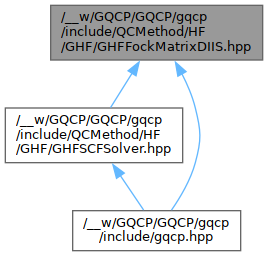 /__w/GQCP/GQCP/gqcp
/include/QCMethod/HF
/GHF/GHFFockMatrixDIIS.hpp
/__w/GQCP/GQCP/gqcp
/include/QCMethod/HF
/GHF/GHFSCFSolver.hpp
/__w/GQCP/GQCP/gqcp
/include/gqcp.hpp